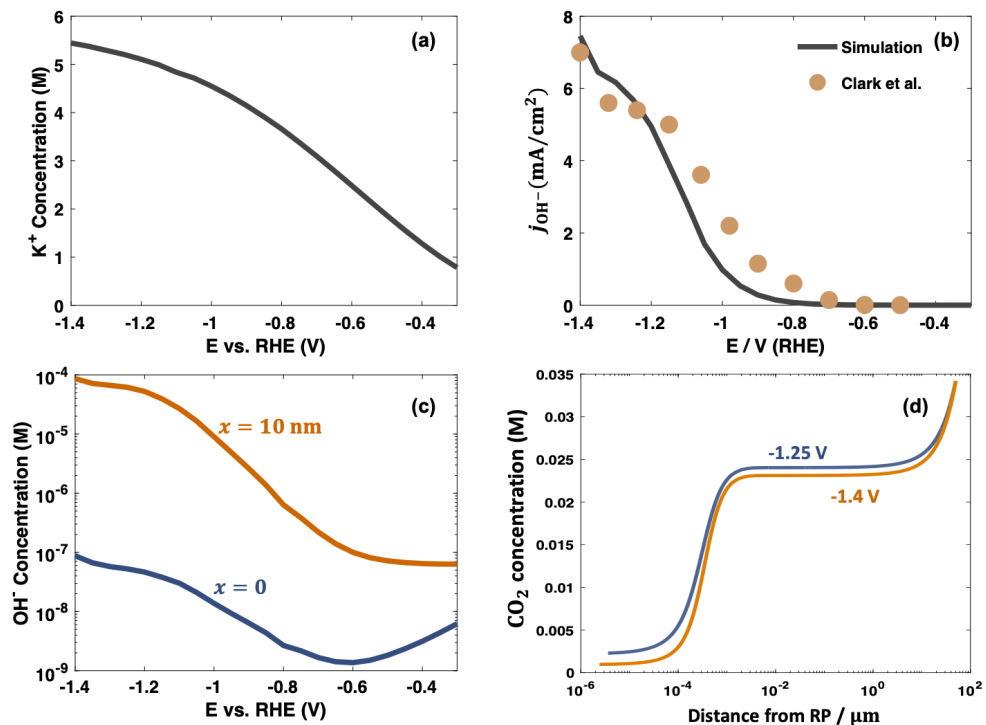 (a)
6
5
4
3
2
1
0
K⁺ Concentration (M)
-1.4 -1.2 -1 -0.8 -0.6 -0.4
E vs. RHE (V)
(b)
8
6
4
2
0
j_OH⁻ (mA/cm²)
Simulation
Clark et al.
-1.4 -1.2 -1 -0.8 -0.6 -0.4
E / V (RHE)
(c)
10⁻⁴
10⁻⁵
10⁻⁶
10⁻⁷
10⁻⁸
10⁻⁹
OH⁻ Concentration (M)
x = 10 nm
x = 0
-1.4 -1.2 -1 -0.8 -0.6 -0.4
E vs. RHE (V)
(d)
0.035
0.03
0.025
0.02
0.015
0.01
0.005
0
CO₂ concentration (M)
-1.25 V
-1.4 V
10⁻⁶ 10⁻⁴ 10⁻² 10⁰ 10²
Distance from RP / μm